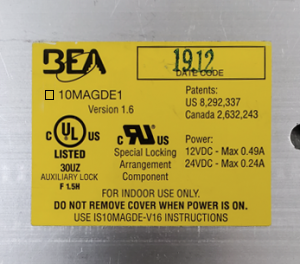 BEA
1912
DATE CODE
10MAGDE1
Version 1.6
Patents:
US 8,292,337
Canada 2,632,243
C UL US
LISTED
30UZ
AUXILIARY LOCK
F 1.5H
C UR US
Special Locking
Arrangement
Component
Power:
12VDC - Max 0.49A
24VDC - Max 0.24A
FOR INDOOR USE ONLY.
DO NOT REMOVE COVER WHEN POWER IS ON.
USE IS10MAGDE-V16 INSTRUCTIONS